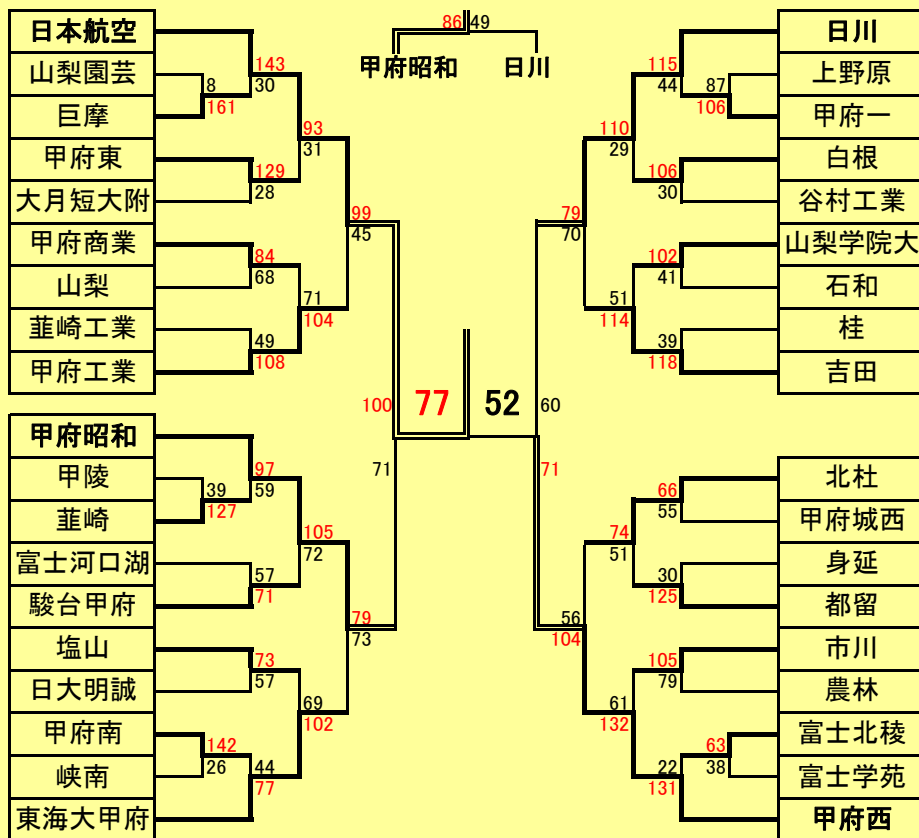 86 49
甲府昭和 日川
日本航空
山梨園芸
巨摩
甲府東
大月短大附
甲府商業
山梨
韮崎工業
甲府工業
143
30
8
161
93
31
129
28
99
45
84
68
71
104
49
108
甲府昭和
甲陵
韮崎
富士河口湖
駿台甲府
塩山
日大明誠
甲府南
峡南
東海大甲府
97
59
39
127
105
72
57
71
79
73
73
57
69
102
142
26
44
77
100
71
77 52
60
71
日川
上野原
甲府一
白根
谷村工業
山梨学院大
石和
桂
吉田
115
44
87
106
110
29
106
30
79
70
102
41
51
114
39
118
北杜
甲府城西
身延
都留
市川
農林
富士北稜
富士学苑
甲府西
66
55
74
51
30
125
56
104
105
79
61
132
63
38
22
131